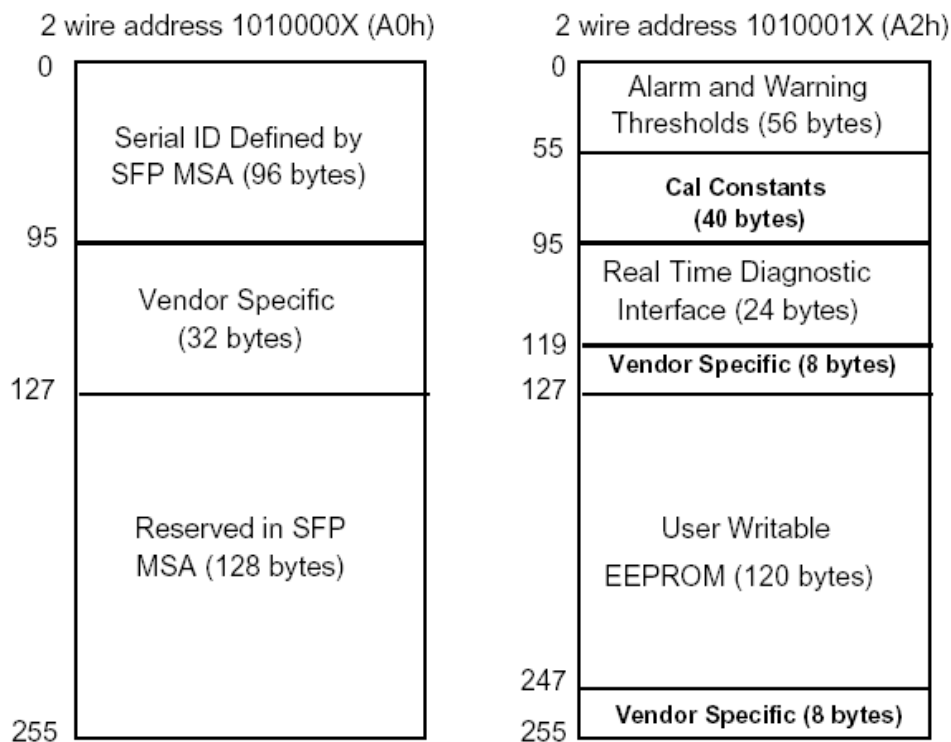 2 wire address 1010000X (A0h)
0
Serial ID Defined by
SFP MSA (96 bytes)
95
Vendor Specific
(32 bytes)
127
Reserved in SFP
MSA (128 bytes)
255
2 wire address 1010001X (A2h)
0
Alarm and Warning
Thresholds (56 bytes)
55
Cal Constants
(40 bytes)
95
Real Time Diagnostic
Interface (24 bytes)
119
Vendor Specific (8 bytes)
127
User Writable
EEPROM (120 bytes)
247
Vendor Specific (8 bytes)
255